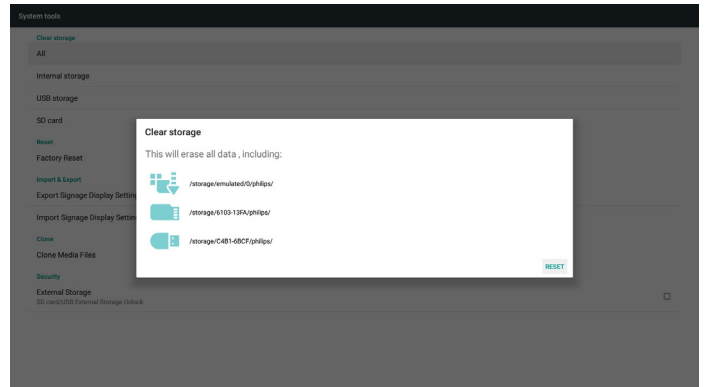 System tools
Clear storage
All
Internal storage
USB storage
SD card
Reset
Factory Reset
Import & Export
Export Signage Display Settin
Import Signage Display Settin
Clone
Clone Media Files
Security
External Storage
SD card/USB External Storage Unlock
Clear storage
This will erase all data , including:
/storage/emulated/0/philips/
/storage/6103-13FA/philips/
/storage/C4B1-6BCF/philips/
RESET